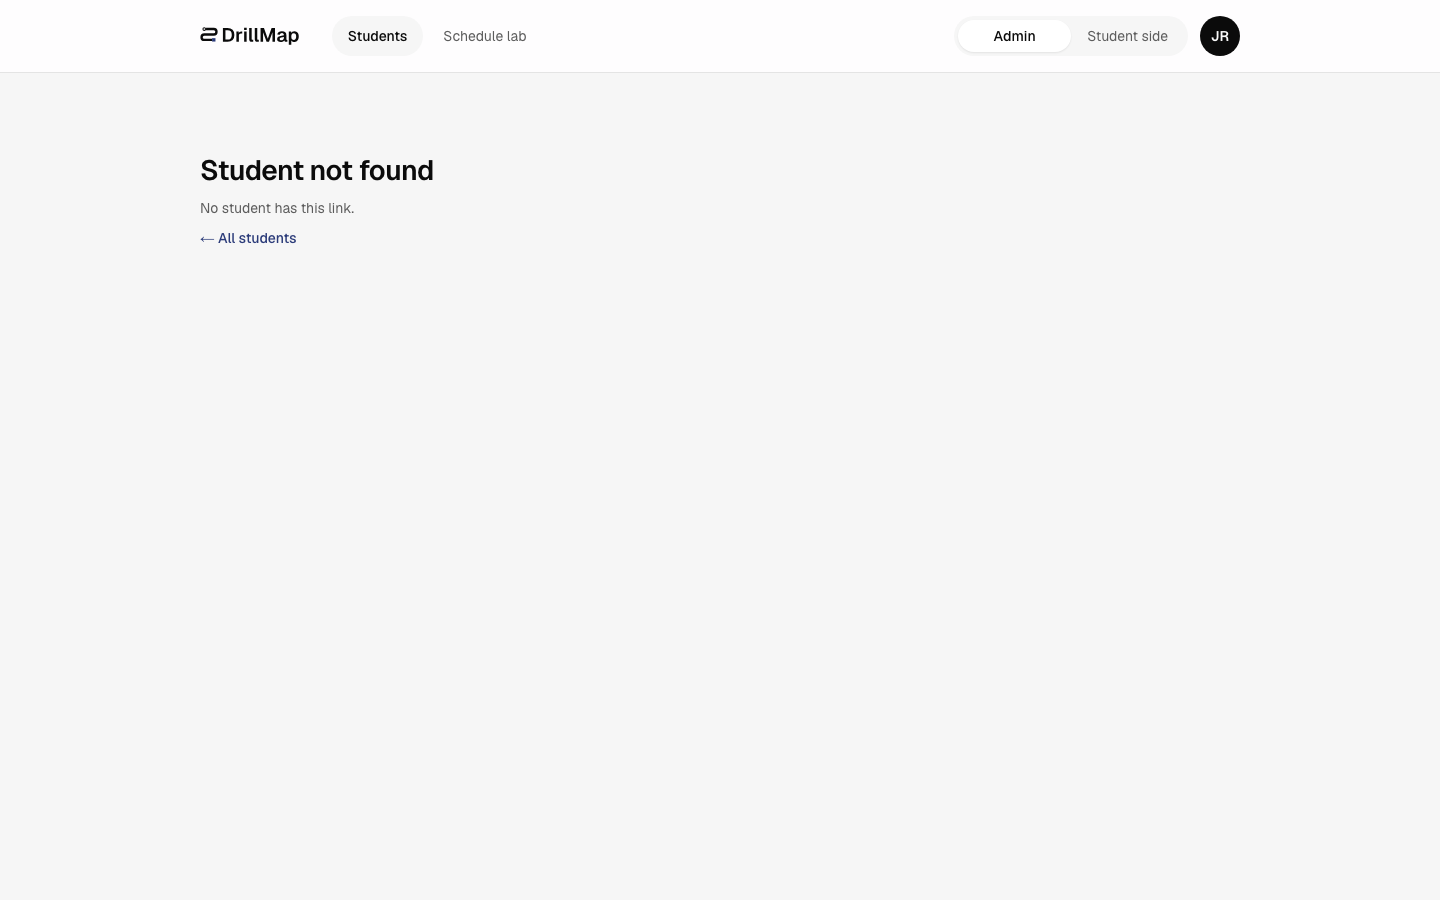 DrillMap
Students
Schedule lab
Admin
Student side
JR
Student not found
No student has this link.
← All students